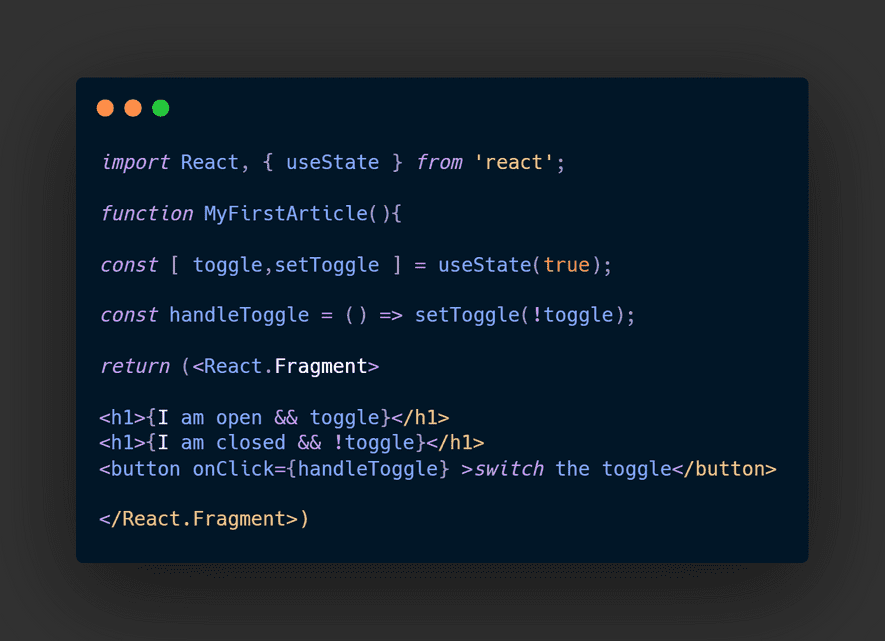 import React, { useState } from 'react';
function MyFirstArticle(){
const [ toggle,setToggle ] = useState(true);
const handleToggle = () => setToggle(!toggle);
return (<React.Fragment>
<h1>{I am open && toggle}</h1>
<h1>{I am closed && !toggle}</h1>
<button onClick={handleToggle} >switch the toggle</button>
</React.Fragment>)